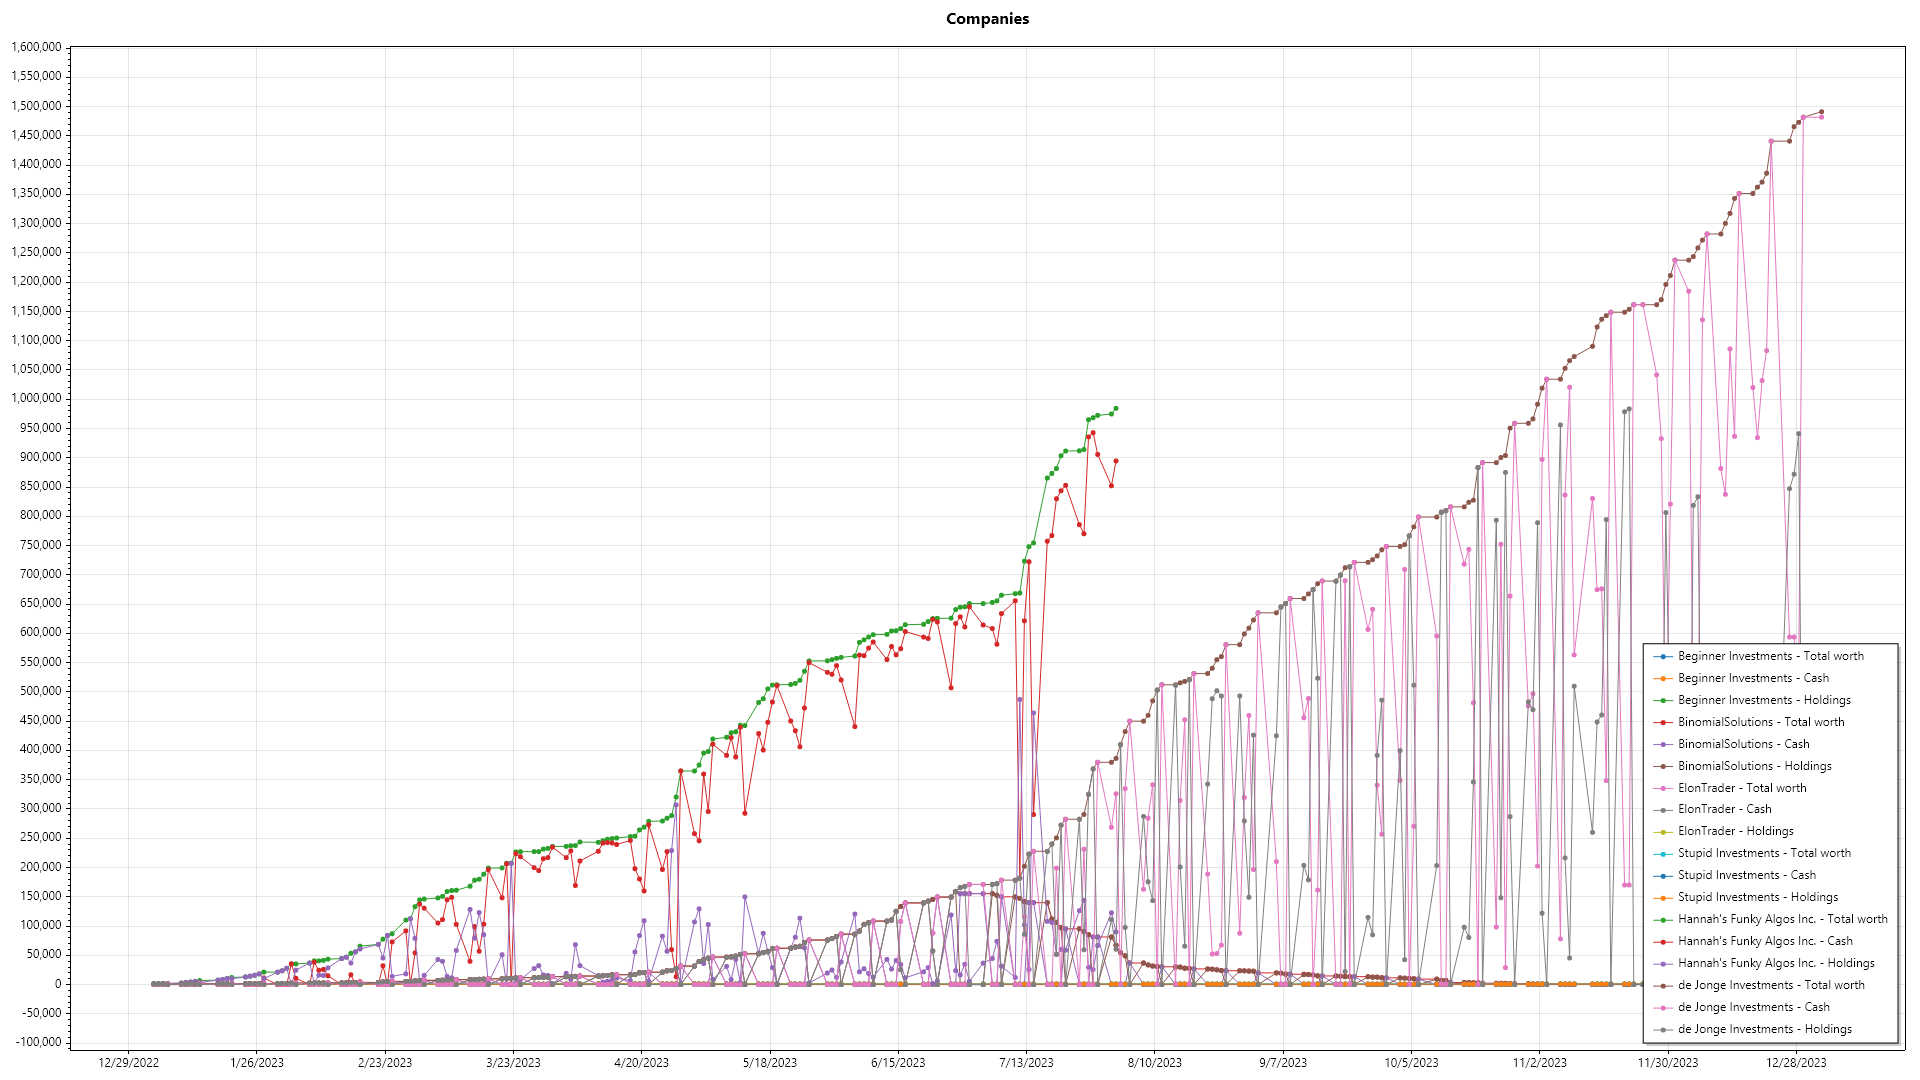 Companies
1,600,000
1,550,000
1,500,000
1,450,000
1,400,000
1,350,000
1,300,000
1,250,000
1,200,000
1,150,000
1,100,000
1,050,000
1,000,000
950,000
900,000
850,000
800,000
750,000
700,000
650,000
600,000
550,000
500,000
450,000
400,000
350,000
300,000
250,000
200,000
150,000
100,000
50,000
0
-50,000
-100,000
12/29/2022 1/26/2023 2/23/2023 3/23/2023 4/20/2023 5/18/2023 6/15/2023 7/13/2023 8/10/2023 9/7/2023 10/5/2023 11/2/2023 11/30/2023 12/28/2023
Beginner Investments - Total worth
Beginner Investments - Cash
Beginner Investments - Holdings
BinomialSolutions - Total worth
BinomialSolutions - Cash
BinomialSolutions - Holdings
ElonTrader - Total worth
ElonTrader - Cash
ElonTrader - Holdings
Stupid Investments - Total worth
Stupid Investments - Cash
Stupid Investments - Holdings
Hannah's Funky Algos Inc. - Total worth
Hannah's Funky Algos Inc. - Cash
Hannah's Funky Algos Inc. - Holdings
de Jonge Investments - Total worth
de Jonge Investments - Cash
de Jonge Investments - Holdings